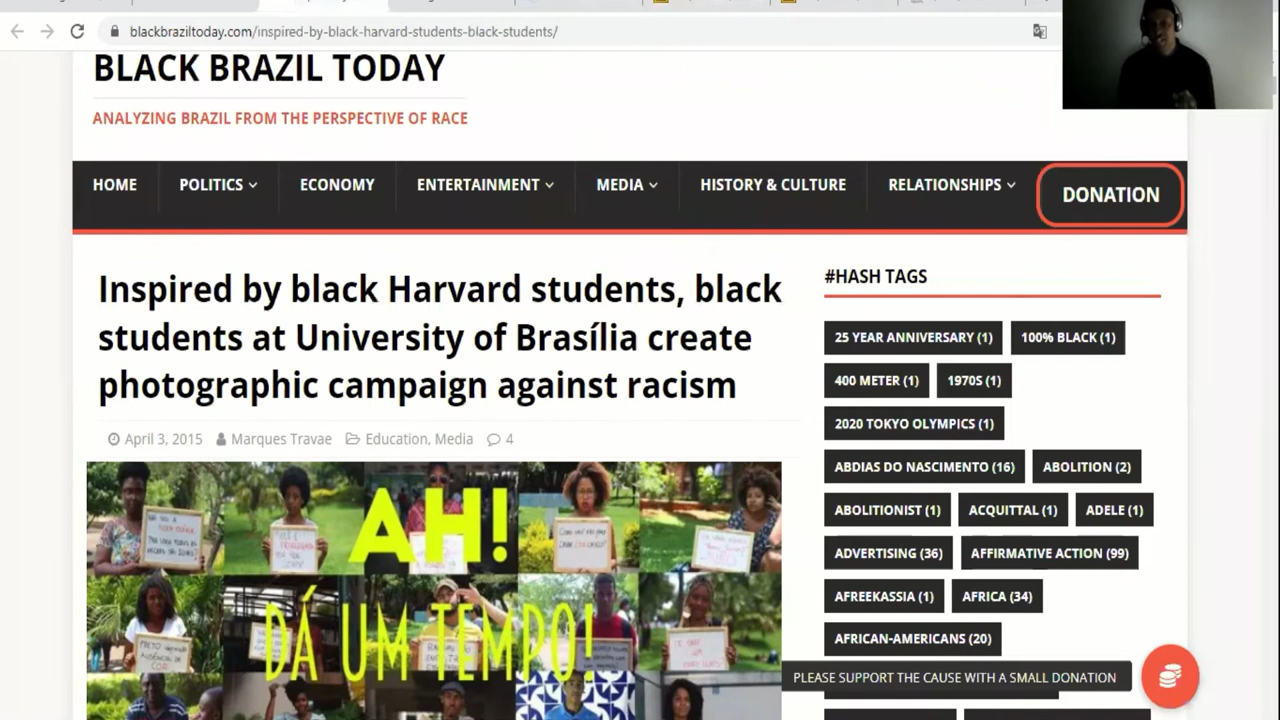 blackbraziltoday.com/inspired-by-black-harvard-students-black-students/
BLACK BRAZIL TODAY
ANALYZING BRAZIL FROM THE PERSPECTIVE OF RACE
HOME
POLITICS
ECONOMY
ENTERTAINMENT
MEDIA
HISTORY & CULTURE
RELATIONSHIPS
DONATION
Inspired by black Harvard students, black
students at University of Brasília create
photographic campaign against racism
April 3, 2015
Marques Travae
Education, Media
4
AH!
DÁ UM TEMPO!
#HASH TAGS
25 YEAR ANNIVERSARY (1)
100% BLACK (1)
400 METER (1)
1970S (1)
2020 TOKYO OLYMPICS (1)
ABDIAS DO NASCIMENTO (16)
ABOLITION (2)
ABOLITIONIST (1)
ACQUITTAL (1)
ADELE (1)
ADVERTISING (36)
AFFIRMATIVE ACTION (99)
AFREEKASSIA (1)
AFRICA (34)
AFRICAN-AMERICANS (20)
PLEASE SUPPORT THE CAUSE WITH A SMALL DONATION